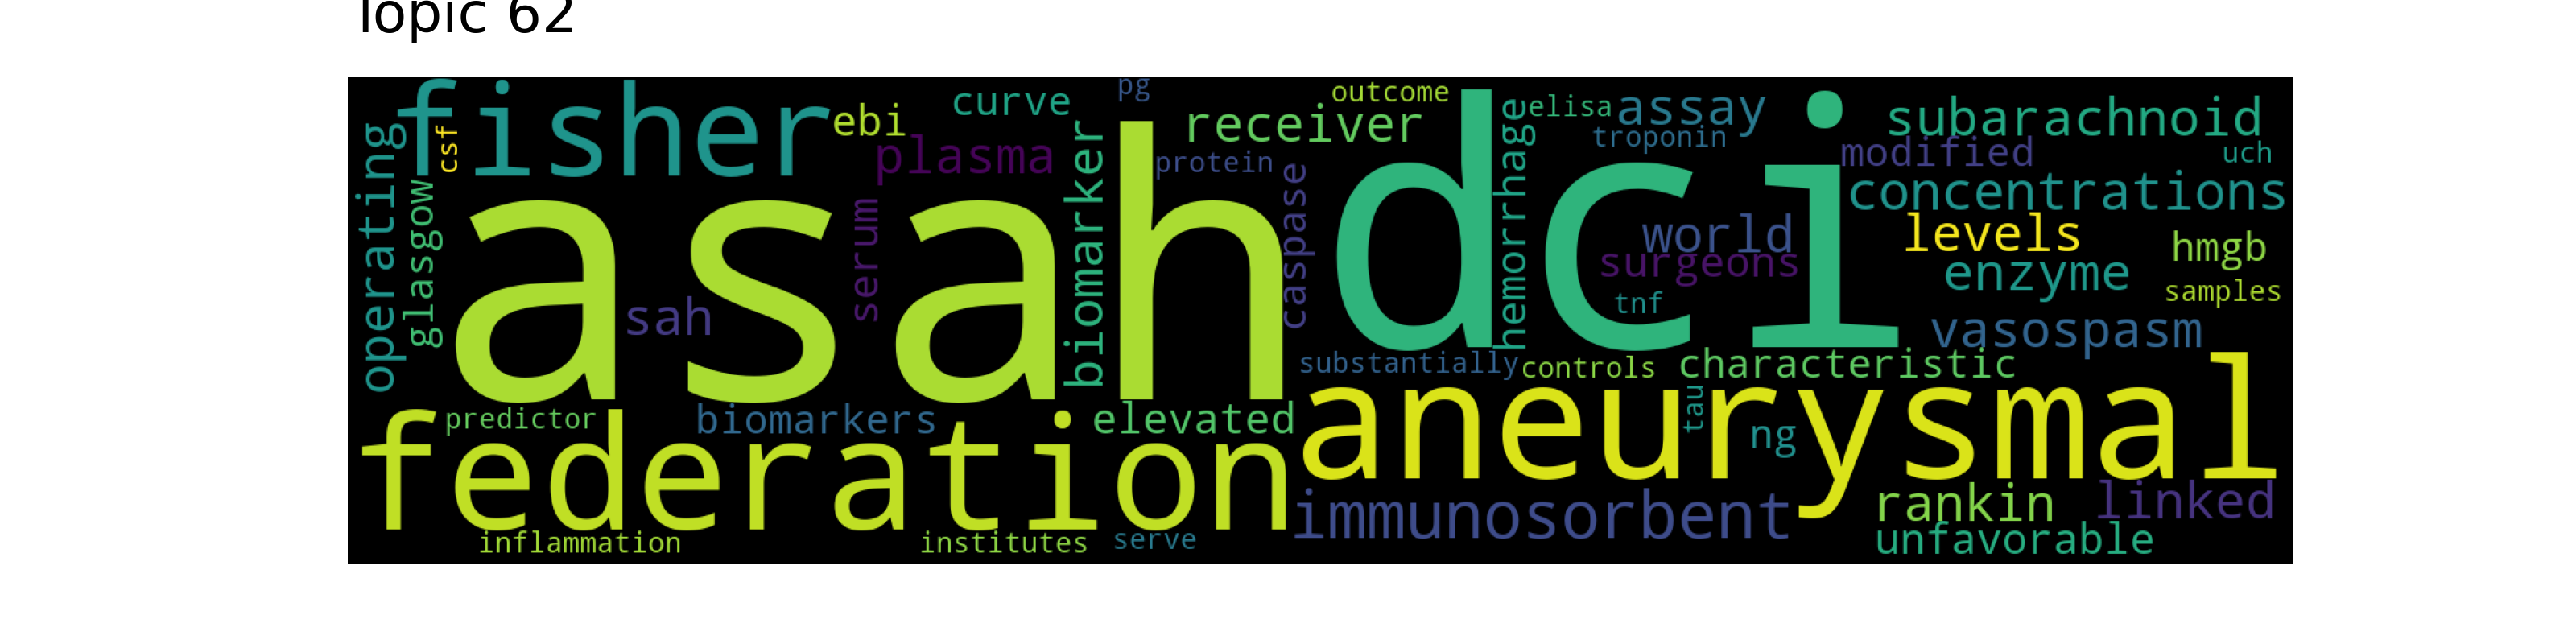 Topic 62
fisher
ebi
curve
pg
outcome
receiver
elisa
assay
troponin
subarachnoid
modified
uch
operating
csf
glasgow
plasma
serum
biomarker
protein
caspase
hemorrhage
concentrations
asah
dci
sah
world
surgeons
tnf
levels
hmgb
enzyme
samples
vasospasm
substantially
controls
characteristic
predictor
biomarkers
elevated
aneurysmal
tau
ng
federation
immunosorbent
rankin
linked
inflammation
institutes
serve
unfavorable